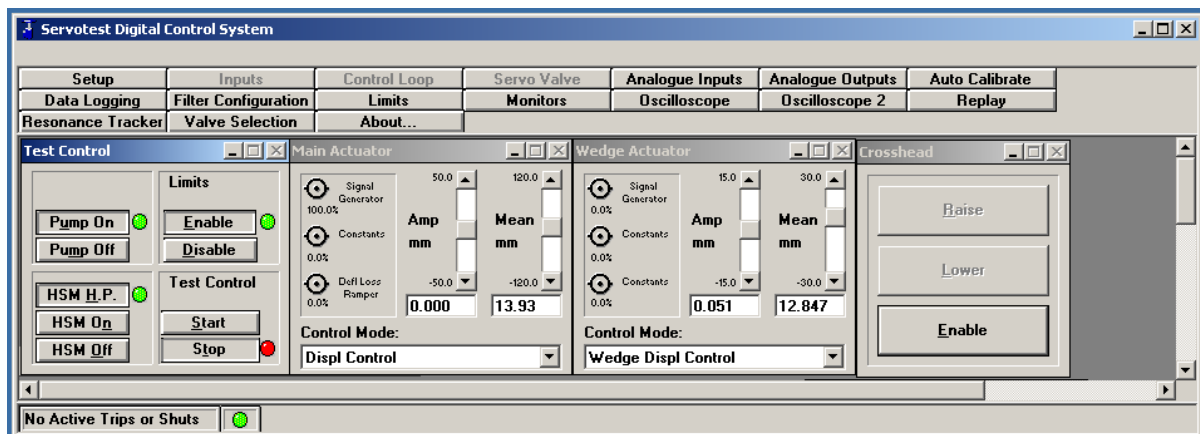 Servotest Digital Control System
Setup Inputs Control Loop Servo Valve Analogue Inputs Analogue Outputs Auto Calibrate
Data Logging Filter Configuration Limits Monitors Oscilloscope Oscilloscope 2 Replay
Resonance Tracker Valve Selection About...
Test Control
Limits
Pump On
Enable
Pump Off
Disable
HSM H.P.
Test Control
HSM On
Start
HSM Off
Stop
Main Actuator
Signal
Generator
100.0%
Constants
0.0%
Defl Loss
Ramper
0.0%
50.0
Amp
mm
-50.0
0.000
120.0
Mean
mm
-120.0
13.93
Control Mode:
Displ Control
Wedge Actuator
Signal
Generator
0.0%
Constants
0.0%
Constants
0.0%
15.0
Amp
mm
-15.0
0.051
30.0
Mean
mm
-30.0
12.847
Control Mode:
Wedge Displ Control
Crosshead
Raise
Lower
Enable
No Active Trips or Shuts